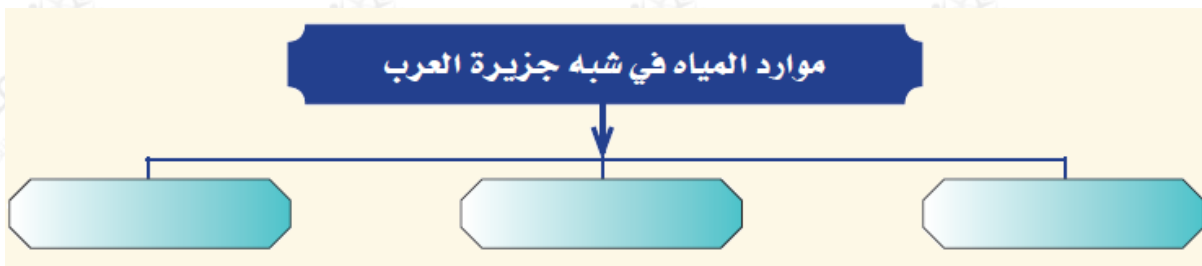 موارد المياه في شبه جزيرة العرب